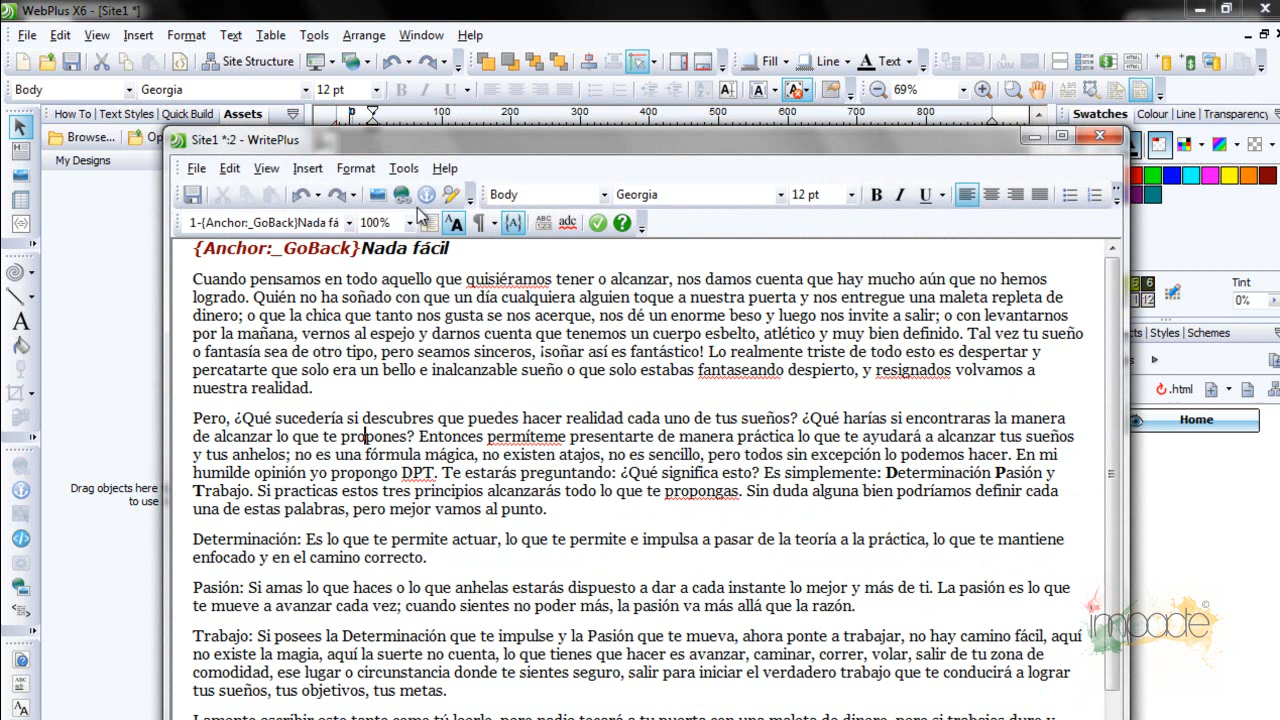 WebPlus X6 - [Site1 *]
File Edit View Insert Format Text Table Tools Arrange Window Help
Site Structure Fill Line Text
Body Georgia 12 pt 69%
How To Text Styles Quick Build Assets 0 100 200 300 400 500 600 700 800 900 Swatches Colour Line Transparency
Browse...
My Designs
Site1 *:2 - WritePlus
File Edit View Insert Format Tools Help
Body Georgia 12 pt B I U
1-{Anchor:_GoBack}Nada fá 100%
{Anchor:_GoBack}Nada fácil
Cuando pensamos en todo aquello que quisiéramos tener o alcanzar, nos damos cuenta que hay mucho aún que no hemos
logrado. Quién no ha soñado con que un día cualquiera alguien toque a nuestra puerta y nos entregue una maleta repleta de
dinero; o que la chica que tanto nos gusta se nos acerque, nos dé un enorme beso y luego nos invite a salir; o con levantarnos
por la mañana, vernos al espejo y darnos cuenta que tenemos un cuerpo esbelto, atlético y muy bien definido. Tal vez tu sueño
o fantasía sea de otro tipo, pero seamos sinceros, ¡soñar así es fantástico! Lo realmente triste de todo esto es despertar y
percatarte que solo era un bello e inalcanzable sueño o que solo estabas fantaseando despierto, y resignados volvamos a
nuestra realidad.
Pero, ¿Qué sucedería si descubres que puedes hacer realidad cada uno de tus sueños? ¿Qué harías si encontraras la manera
de alcanzar lo que te propones? Entonces permíteme presentarte de manera práctica lo que te ayudará a alcanzar tus sueños
y tus anhelos; no es una fórmula mágica, no existen atajos, no es sencillo, pero todos sin excepción lo podemos hacer. En mi
humilde opinión yo propongo DPT. Te estarás preguntando: ¿Qué significa esto? Es simplemente: Determinación Pasión y
Trabajo. Si practicas estos tres principios alcanzarás todo lo que te propongas. Sin duda alguna bien podríamos definir cada
una de estas palabras, pero mejor vamos al punto.
Determinación: Es lo que te permite actuar, lo que te permite e impulsa a pasar de la teoría a la práctica, lo que te mantiene
enfocado y en el camino correcto.
Pasión: Si amas lo que haces o lo que anhelas estarás dispuesto a dar a cada instante lo mejor y más de ti. La pasión es lo que
te mueve a avanzar cada vez; cuando sientes no poder más, la pasión va más allá que la razón.
Trabajo: Si posees la Determinación que te impulse y la Pasión que te mueva, ahora ponte a trabajar, no hay camino fácil, aquí
no existe la magia, aquí la suerte no cuenta, lo que tienes que hacer es avanzar, caminar, correr, volar, salir de tu zona de
comodidad, ese lugar o circunstancia donde te sientes seguro, salir para iniciar el verdadero trabajo que te conducirá a lograr
tus sueños, tus objetivos, tus metas.
Drag objects here
to use
Tint
0%
Styles Schemes
.html
Home